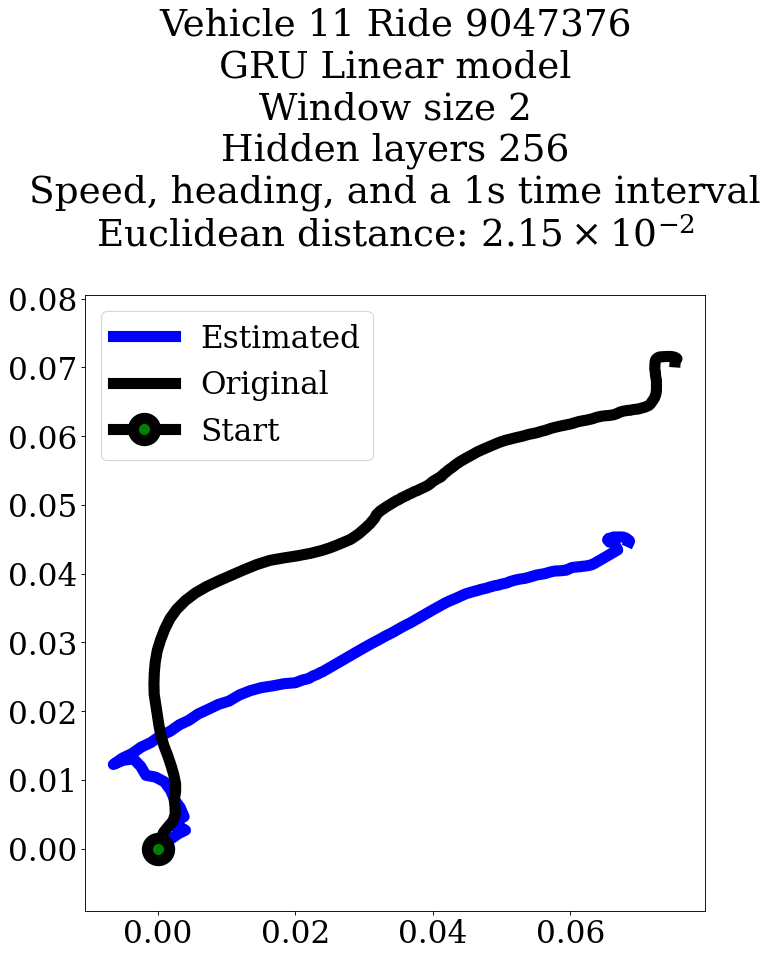 Vehicle 11 Ride 9047376
GRU Linear model
Window size 2
Hidden layers 256
Speed, heading, and a 1s time interval
Euclidean distance: 2.15 × 10⁻²
0.08
0.07
0.06
0.05
0.04
0.03
0.02
0.01
0.00
Estimated
Original
Start
0.00 0.02 0.04 0.06